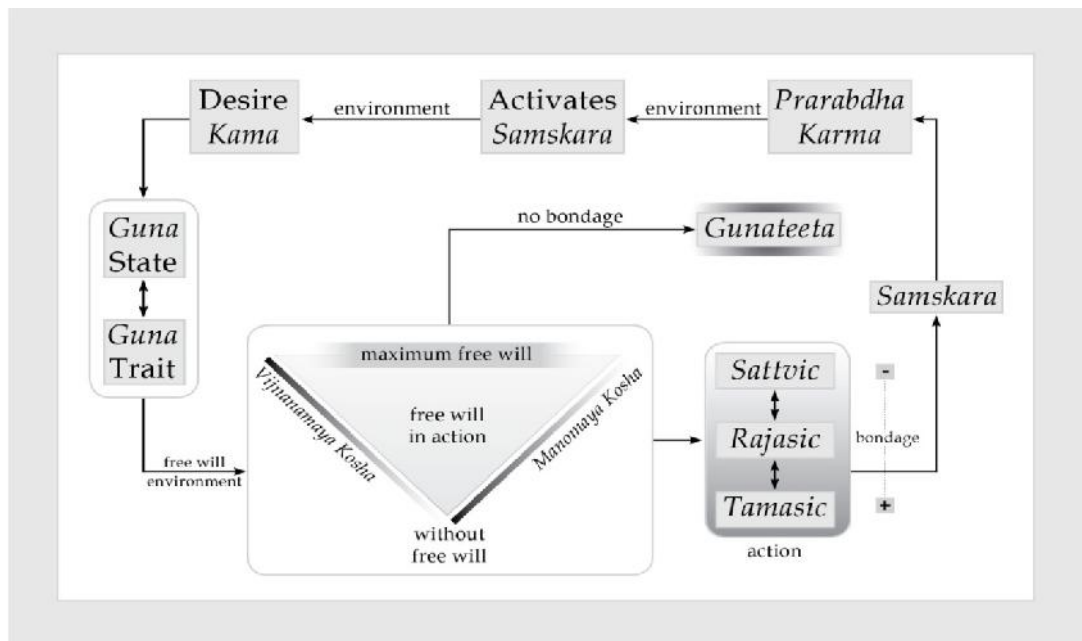 Desire
Kama
environment
Activates
Samskara
environment
Prarabdha
Karma
Guna
State
Guna
Trait
no bondage
Gunateeta
Samskara
free will
environment
maximum free will
Vijnanamaya Kosha
free will
in action
Manomaya Kosha
without
free will
Sattvic
Rajasic
Tamasic
action
-
bondage
+